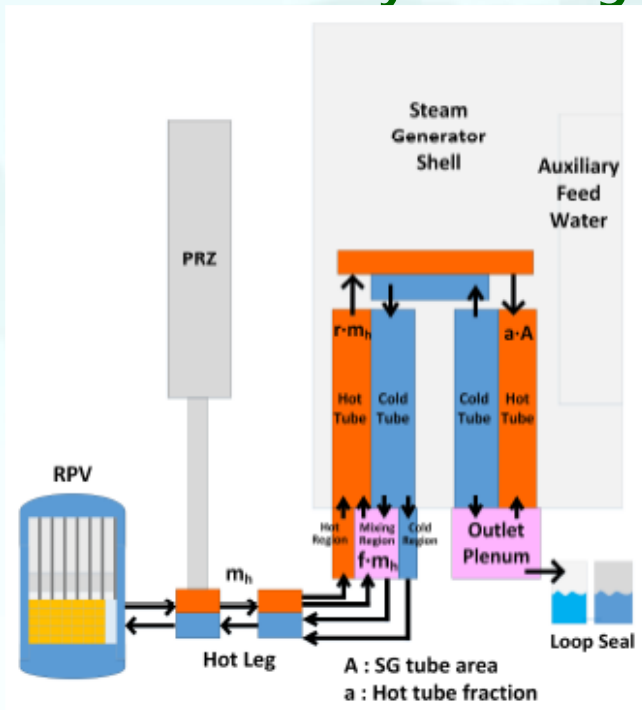 Steam
Generator
Shell
Auxiliary
Feed
Water
PRZ
r·mₕ
a·A
Hot
Tube
Cold
Tube
Cold
Tube
Hot
Tube
RPV
Hot
Region
Mixing
Region
f·mₕ
Cold
Region
Outlet
Plenum
mₕ
Hot Leg
Loop Seal
A : SG tube area
a : Hot tube fraction